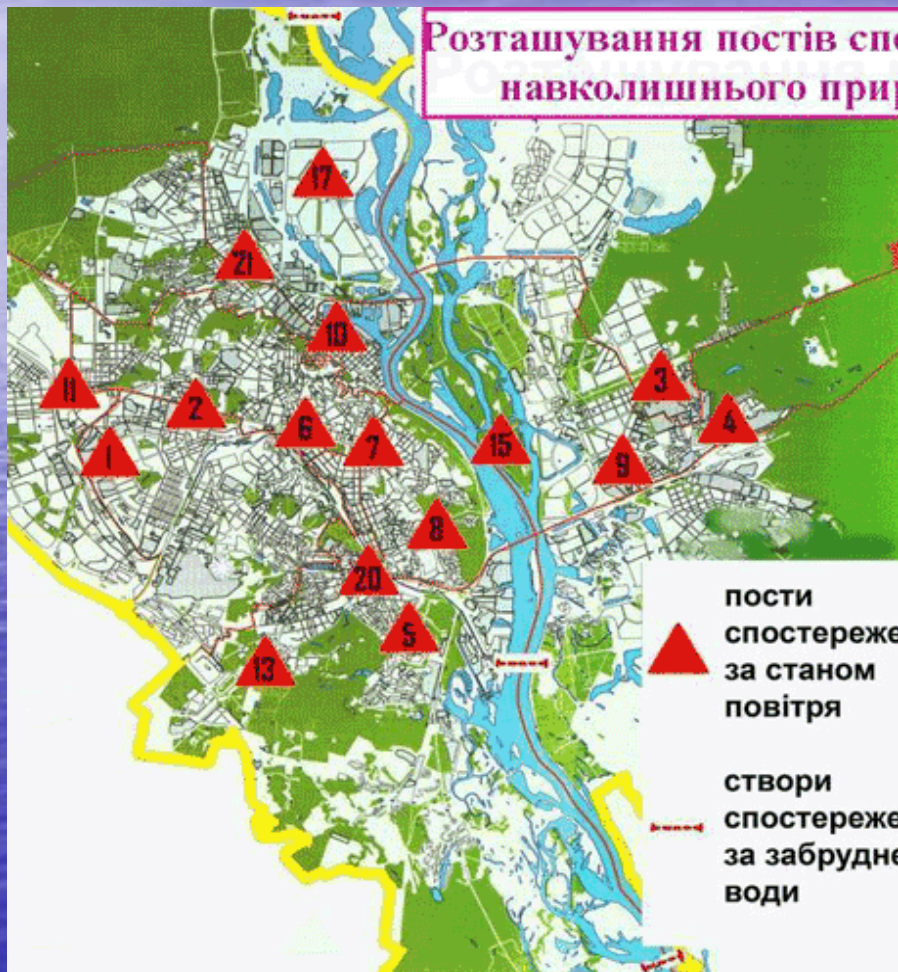 Розташування постів спо
навколишнього прир
17
21
10
11
2
6
7
15
3
4
1
9
8
20
5
13
пости
спостереже
за станом
повітря
створи
спостереже
за забрудне
води